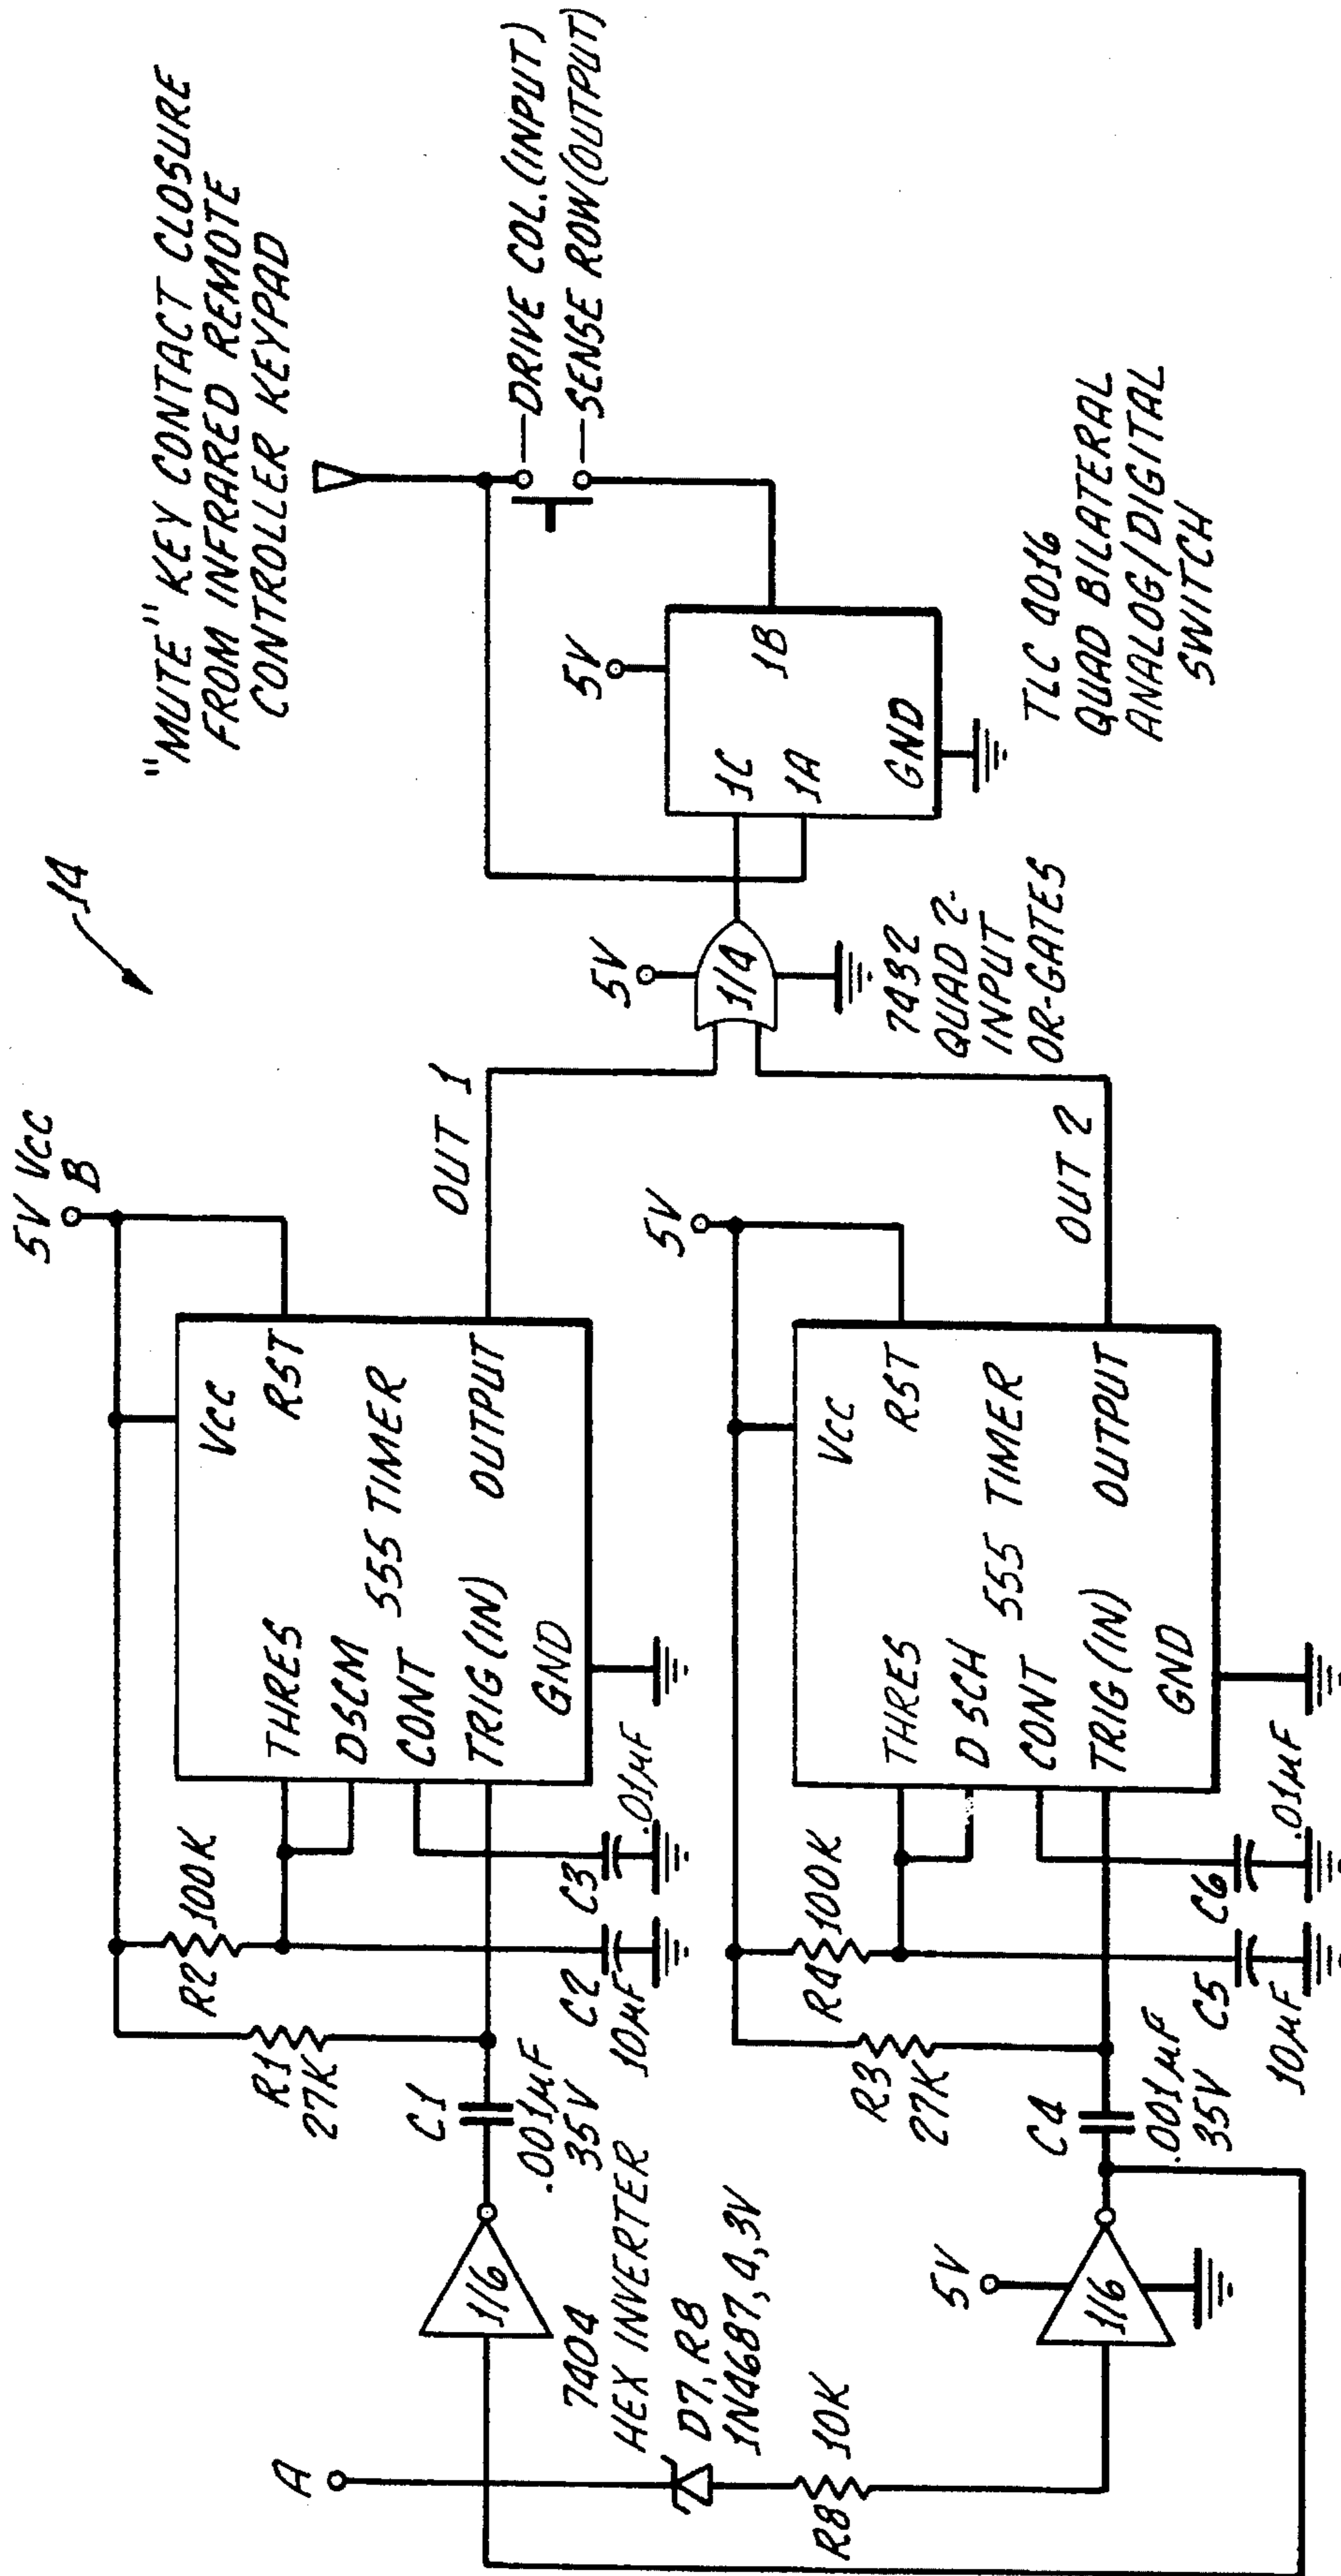 14
"MUTE" KEY CONTACT CLOSURE
FROM INFRARED REMOTE
CONTROLLER KEYPAD
5V VCC
B
VCC
RST
THRES
DSCM
555 TIMER
CONT
TRIG(IN)
OUTPUT
GND
R2
100K
R1
27K
C1
.001µF
35V
C2
10µF
C3
.01µF
OUT 1
1/6
7404
HEX INVERTER
A
D7, R8
1N4687, 4,3V
10K
R8
5V
1/6
5V
VCC
RST
THRES
DSCH
555 TIMER
CONT
TRIG(IN)
OUTPUT
GND
R4
100K
R3
27K
C4
.001µF
35V
C5
10µF
C6
.01µF
OUT 2
5V
1/4
7432
QUAD 2-
INPUT
OR-GATES
5V
1C
1B
1A
GND
DRIVE COL.(INPUT)
SENSE ROW(OUTPUT)
TLC 4016
QUAD BILATERAL
ANALOG/DIGITAL
SWITCH